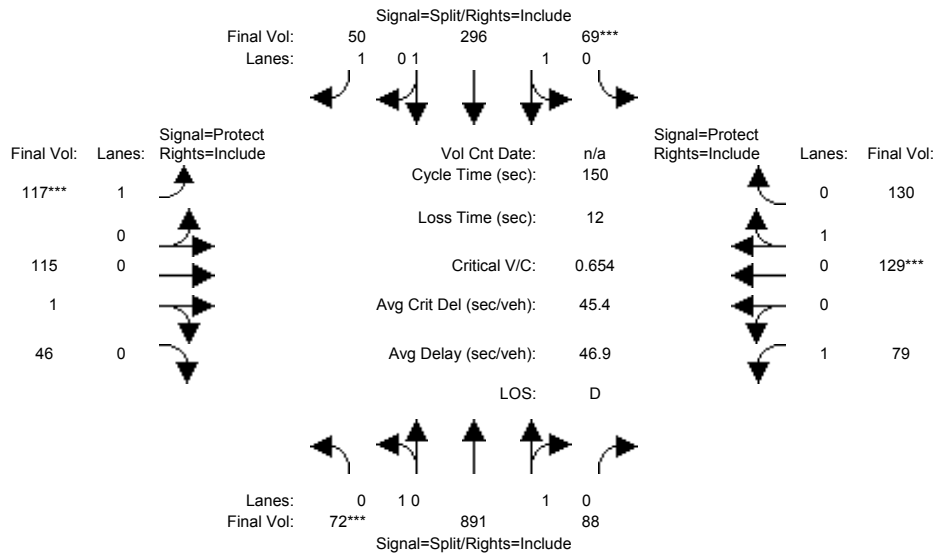 Signal=Split/Rights=Include
Final Vol: 50 296 69***
Lanes: 1 0 1 1 0
Signal=Protect
Final Vol: Lanes: Rights=Include
Vol Cnt Date: n/a
Signal=Protect
Rights=Include Lanes: Final Vol:
Cycle Time (sec): 150
117*** 1
0 130
Loss Time (sec): 12
0
1
115 0
Critical V/C: 0.654
0 129***
1
Avg Crit Del (sec/veh): 45.4
0
46 0
Avg Delay (sec/veh): 46.9
1 79
LOS: D
Lanes: 0 1 0 1 0
Final Vol: 72*** 891 88
Signal=Split/Rights=Include